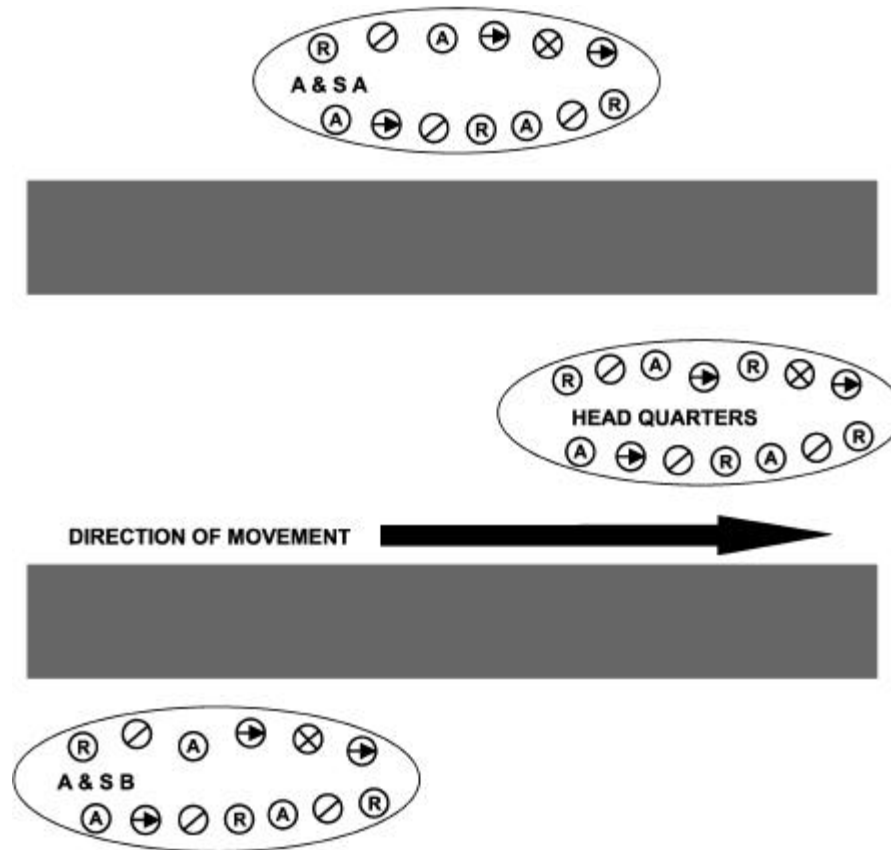 R A
A & S A
A R A R
R A R
HEAD QUARTERS
A R A R
DIRECTION OF MOVEMENT
R A
A & S B
A R A R